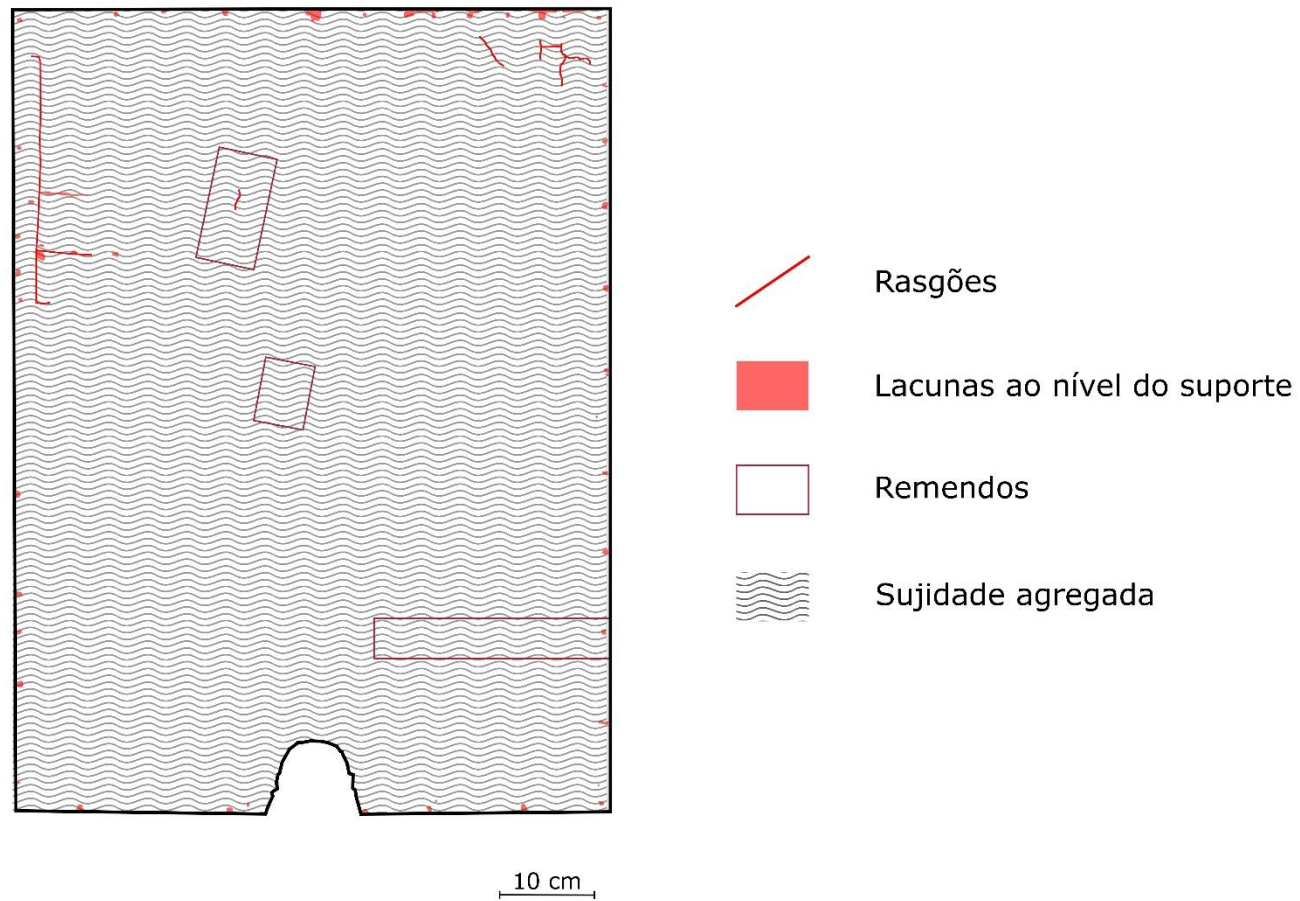 Rasgões
Lacunas ao nível do suporte
Remendos
Sujidade agregada
10 cm